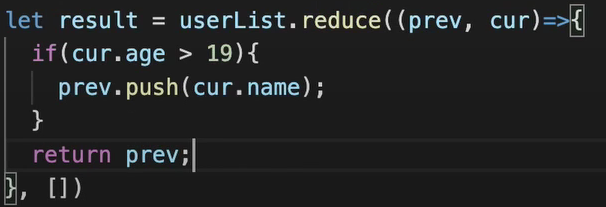 let result = userList.reduce((prev, cur)=>{
  if(cur.age > 19){
    prev.push(cur.name);
  }
  return prev;
}, [])